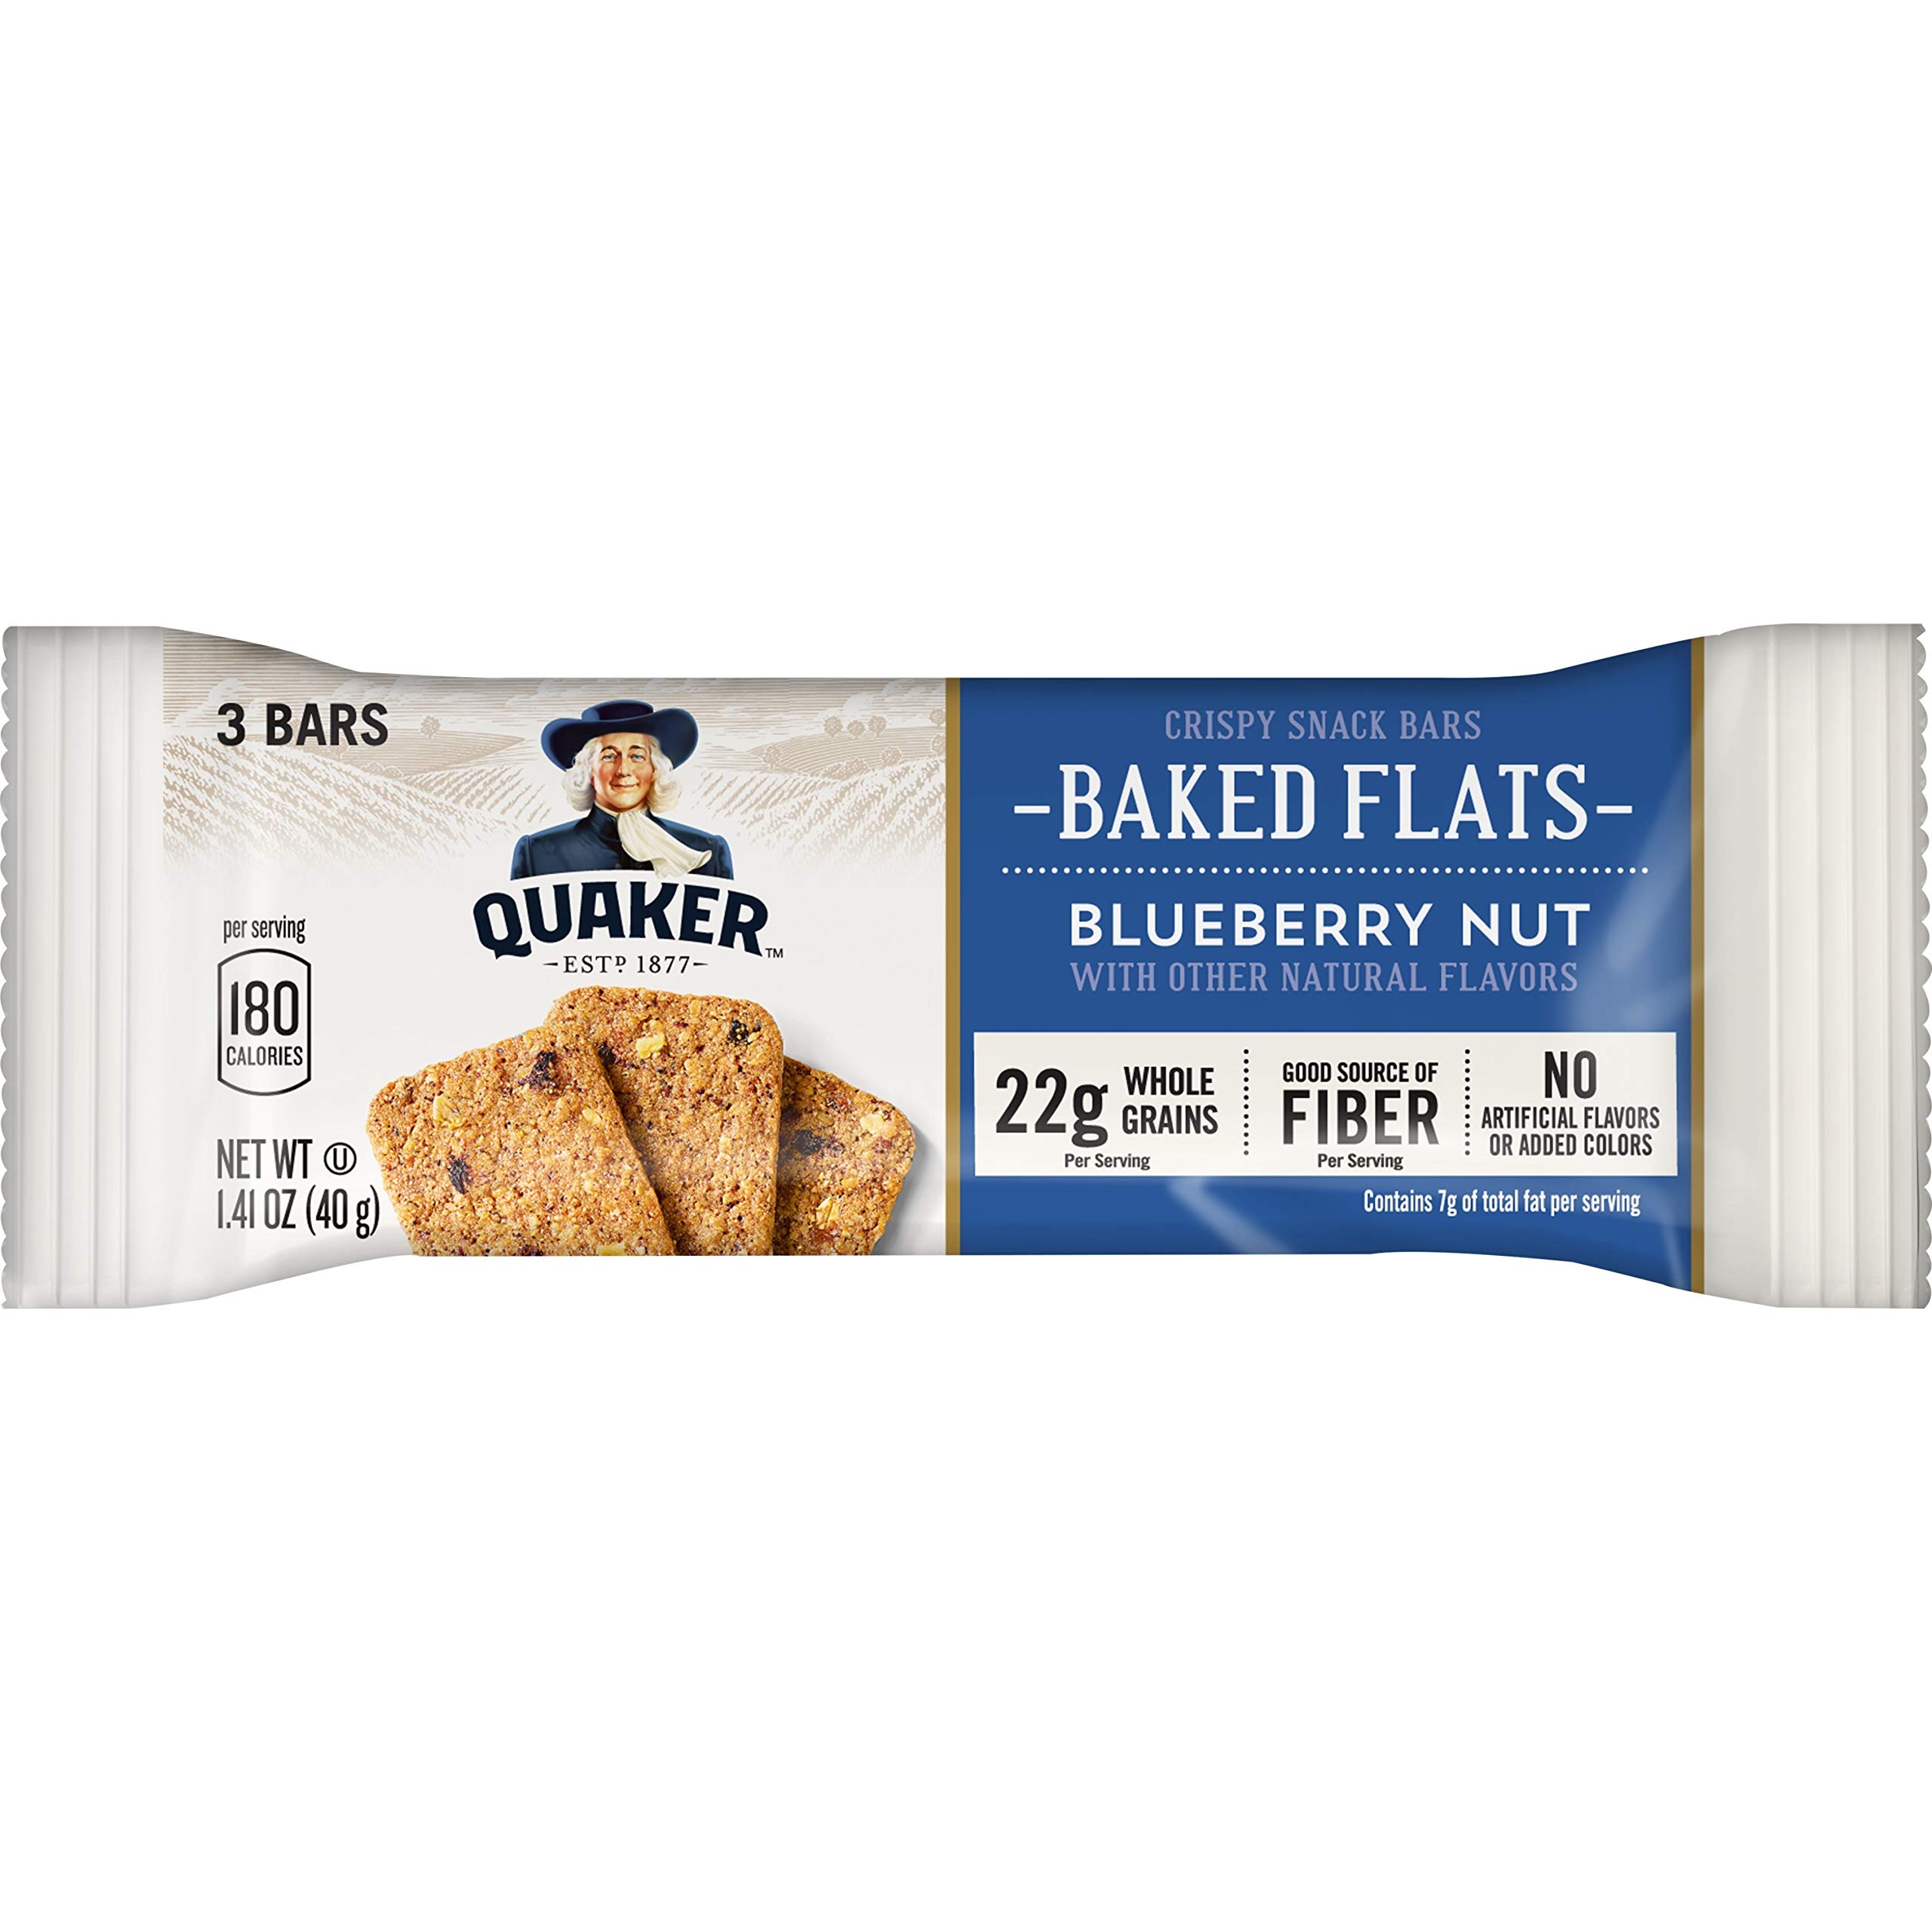 3 BARS
QUAKER™
-ESTᴰ 1877-
per serving
180
CALORIES
NET WT Ⓤ
1.41 OZ (40 g)
CRISPY SNACK BARS
-BAKED FLATS-
BLUEBERRY NUT
WITH OTHER NATURAL FLAVORS
22g WHOLE GRAINS
Per Serving
GOOD SOURCE OF
FIBER
Per Serving
NO
ARTIFICIAL FLAVORS
OR ADDED COLORS
Contains 7g of total fat per serving